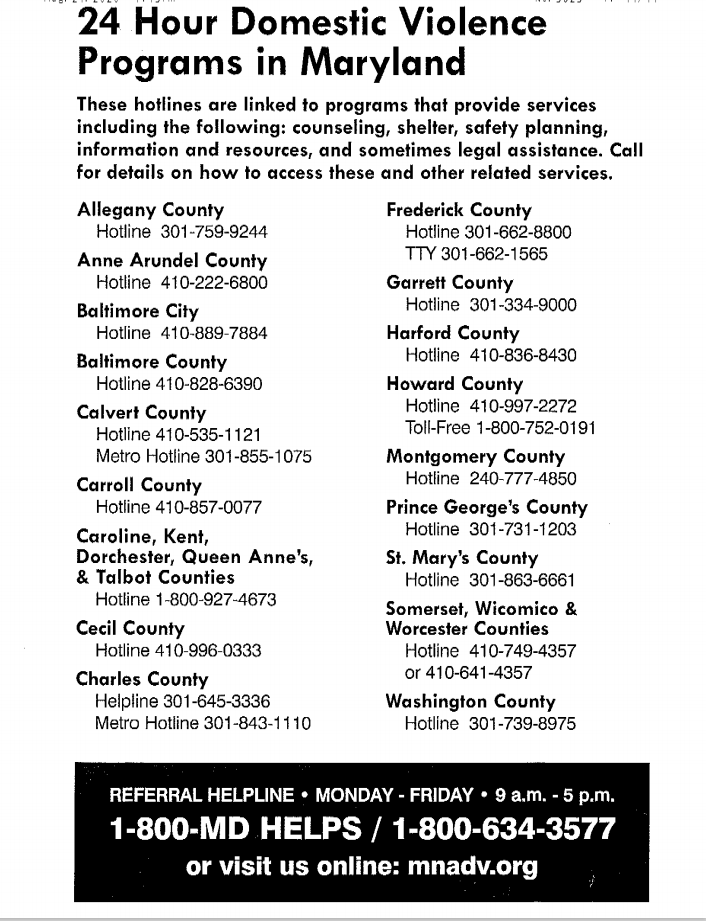 24 Hour Domestic Violence
Programs in Maryland
These hotlines are linked to programs that provide services
including the following: counseling, shelter, safety planning,
information and resources, and sometimes legal assistance. Call
for details on how to access these and other related services.
Allegany County
Hotline 301-759-9244
Anne Arundel County
Hotline 410-222-6800
Baltimore City
Hotline 410-889-7884
Baltimore County
Hotline 410-828-6390
Calvert County
Hotline 410-535-1121
Metro Hotline 301-855-1075
Carroll County
Hotline 410-857-0077
Caroline, Kent,
Dorchester, Queen Anne's,
& Talbot Counties
Hotline 1-800-927-4673
Cecil County
Hotline 410-996-0333
Charles County
Helpline 301-645-3336
Metro Hotline 301-843-1110
Frederick County
Hotline 301-662-8800
TTY 301-662-1565
Garrett County
Hotline 301-334-9000
Harford County
Hotline 410-836-8430
Howard County
Hotline 410-997-2272
Toll-Free 1-800-752-0191
Montgomery County
Hotline 240-777-4850
Prince George's County
Hotline 301-731-1203
St. Mary's County
Hotline 301-863-6661
Somerset, Wicomico &
Worcester Counties
Hotline 410-749-4357
or 410-641-4357
Washington County
Hotline 301-739-8975
REFERRAL HELPLINE • MONDAY - FRIDAY • 9 a.m. - 5 p.m.
1-800-MD HELPS / 1-800-634-3577
or visit us online: mnadv.org